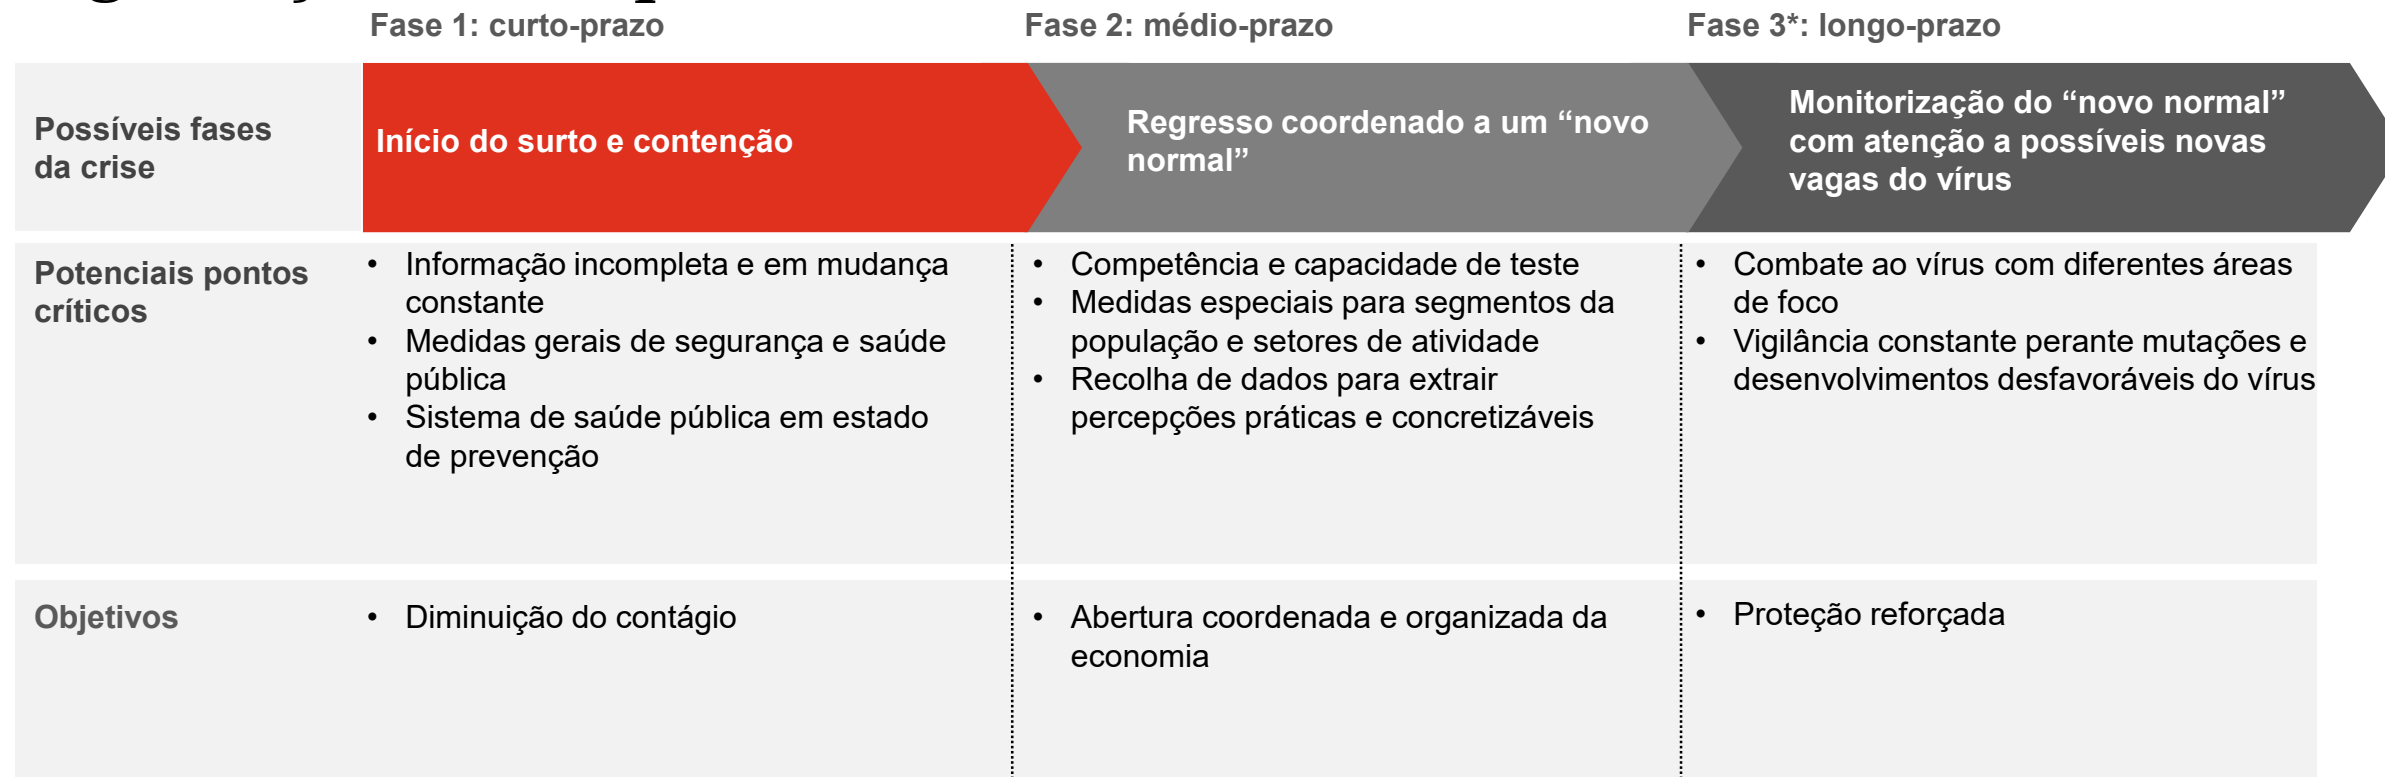 Fase 1: curto-prazo
Fase 2: médio-prazo
Fase 3*: longo-prazo
Possíveis fases
da crise
Início do surto e contenção
Regresso coordenado a um “novo
normal”
Monitorização do “novo normal”
com atenção a possíveis novas
vagas do vírus
Potenciais pontos
críticos
• Informação incompleta e em mudança
constante
• Medidas gerais de segurança e saúde
pública
• Sistema de saúde pública em estado
de prevenção
• Competência e capacidade de teste
• Medidas especiais para segmentos da
população e setores de atividade
• Recolha de dados para extrair
percepções práticas e concretizáveis
• Combate ao vírus com diferentes áreas
de foco
• Vigilância constante perante mutações e
desenvolvimentos desfavoráveis do vírus
Objetivos
• Diminuição do contágio
• Abertura coordenada e organizada da
economia
• Proteção reforçada